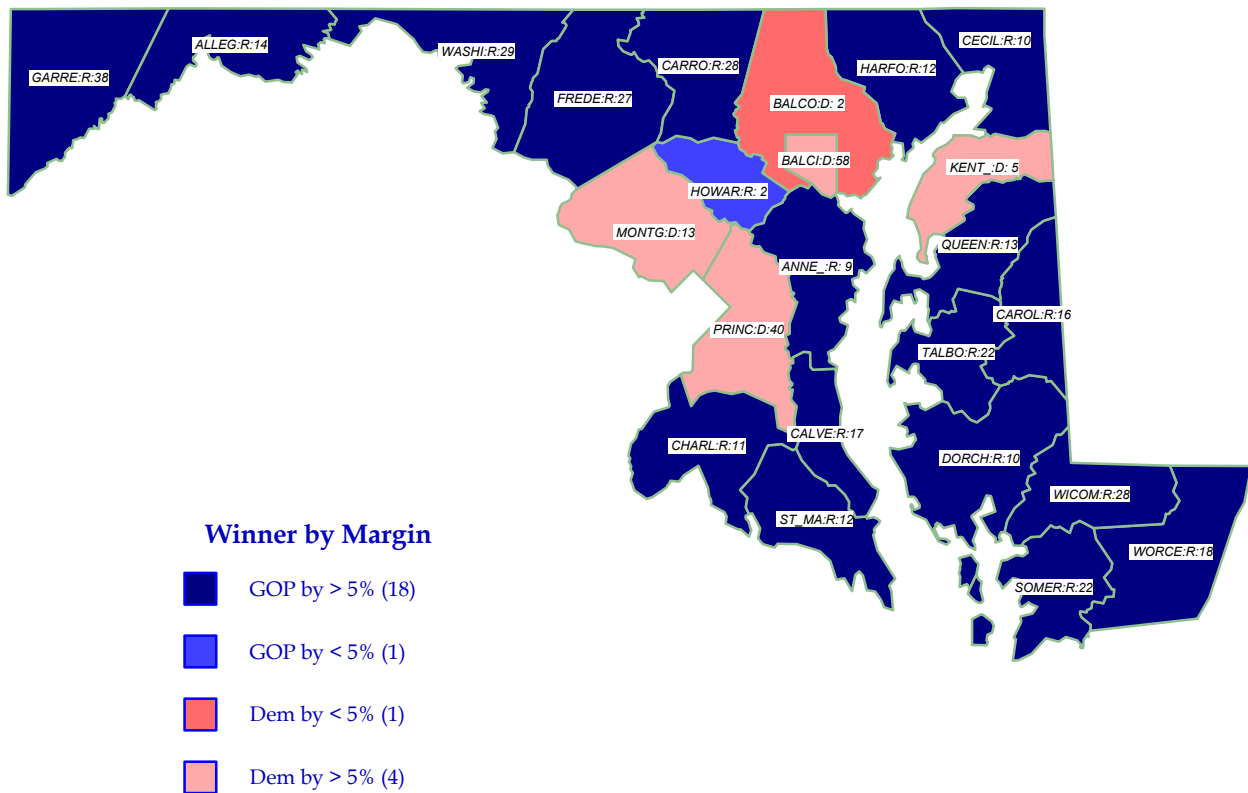 CECIL:R:10
ALLEG:R:14
WASHI:R:29
CARRO:R:28
HARFO:R:12
GARRE:R:38
FREDE:R:27
BALCO:D: 2
BALCI:D:58
KENT_:D: 5
HOWAR:R: 2
MONTG:D:13
QUEEN:R:13
ANNE_:R: 9
CAROL:R:16
PRINC:D:40
TALBO:R:22
CALVE:R:17
CHARL:R:11
DORCH:R:10
WICOM:R:28
ST_MA:R:12
WORCE:R:18
SOMER:R:22
Winner by Margin
GOP by > 5% (18)
GOP by < 5% (1)
Dem by < 5% (1)
Dem by > 5% (4)